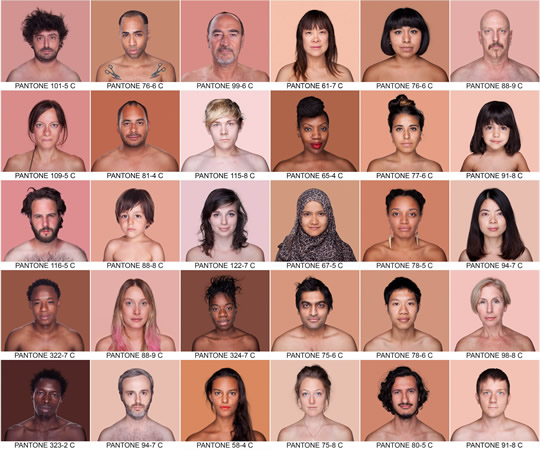 PANTONE 101-5 C
PANTONE 76-6 C
PANTONE 99-6 C
PANTONE 61-7 C
PANTONE 76-6 C
PANTONE 88-9 C
PANTONE 109-5 C
PANTONE 81-4 C
PANTONE 115-8 C
PANTONE 65-4 C
PANTONE 77-6 C
PANTONE 91-8 C
PANTONE 116-5 C
PANTONE 88-8 C
PANTONE 122-7 C
PANTONE 67-5 C
PANTONE 78-5 C
PANTONE 94-7 C
PANTONE 322-7 C
PANTONE 88-9 C
PANTONE 324-7 C
PANTONE 75-6 C
PANTONE 78-6 C
PANTONE 98-8 C
PANTONE 323-2 C
PANTONE 94-7 C
PANTONE 58-4 C
PANTONE 75-8 C
PANTONE 80-5 C
PANTONE 91-8 C